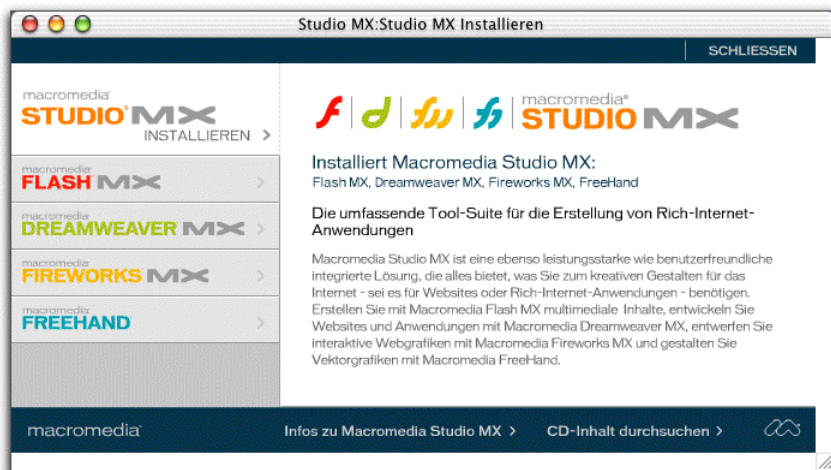 Studio MX:Studio MX Installieren
SCHLIESSEN
macromedia
STUDIO MX
INSTALLIEREN >
macromedia
FLASH MX >
macromedia
DREAMWEAVER MX >
macromedia
FIREWORKS MX >
macromedia
FREEHAND >
macromedia®
STUDIO MX
Installiert Macromedia Studio MX:
Flash MX, Dreamweaver MX, Fireworks MX, FreeHand
Die umfassende Tool-Suite für die Erstellung von Rich-Internet-
Anwendungen
Macromedia Studio MX ist eine ebenso leistungsstarke wie benutzerfreundliche
integrierte Lösung, die alles bietet, was Sie zum kreativen Gestalten für das
Internet - sei es für Websites oder Rich-Internet-Anwendungen - benötigen.
Erstellen Sie mit Macromedia Flash MX multimediale Inhalte, entwickeln Sie
Websites und Anwendungen mit Macromedia Dreamweaver MX, entwerfen Sie
interaktive Webgrafiken mit Macromedia Fireworks MX und gestalten Sie
Vektorgrafiken mit Macromedia FreeHand.
macromedia
Infos zu Macromedia Studio MX >
CD-Inhalt durchsuchen >